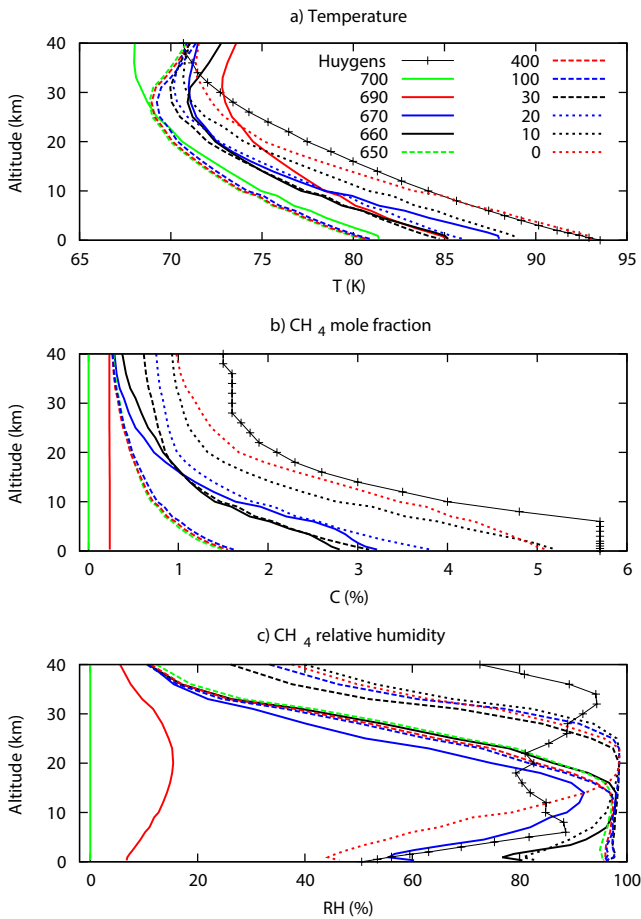 a) Temperature
40
30
20
10
0
Altitude (km)
Huygens
700
690
670
660
650
400
100
30
20
10
0
65 70 75 80 85 90 95
T (K)
b) CH 4 mole fraction
40
30
20
10
0
Altitude (km)
0 1 2 3 4 5 6
C (%)
c) CH 4 relative humidity
40
30
20
10
0
Altitude (km)
0 20 40 60 80 100
RH (%)